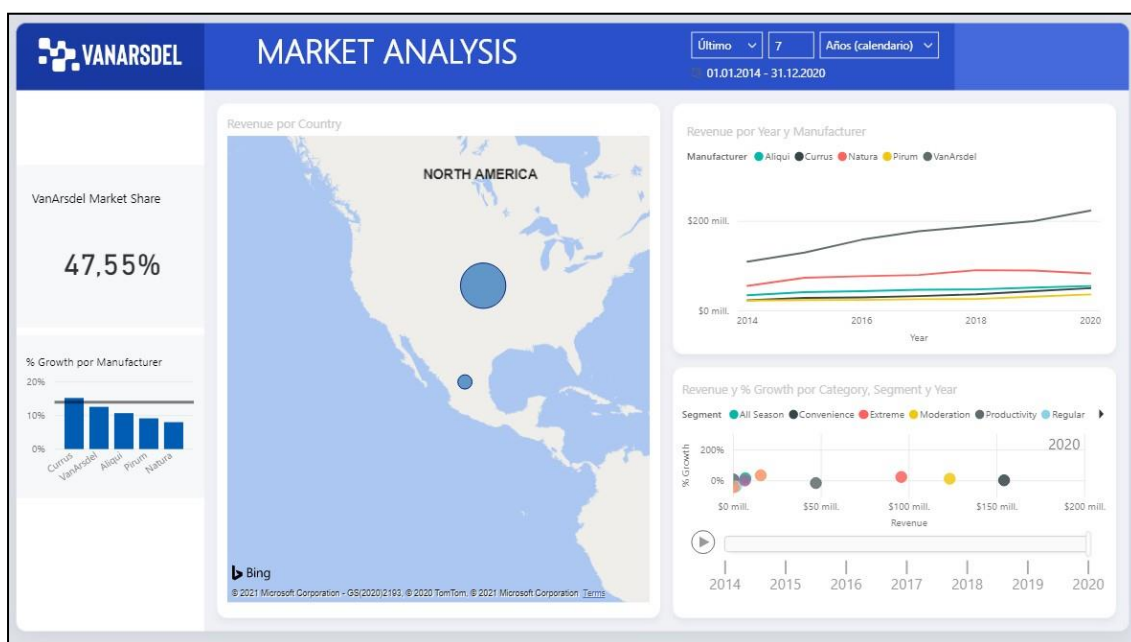 VANARSDEL
MARKET ANALYSIS
Último
7
Años (calendario)
01.01.2014 - 31.12.2020
VanArsdel Market Share
47,55%
% Growth por Manufacturer
20%
10%
0%
Currus
VanArsdel
Aliqui
Pirum
Natura
Revenue por Country
NORTH AMERICA
Bing
© 2021 Microsoft Corporation - GS(2020)2193, © 2020 TomTom, © 2021 Microsoft Corporation Terms
Revenue por Year y Manufacturer
Manufacturer Aliqui Currus Natura Pirum VanArsdel
$200 mill.
$0 mill.
2014 2016 2018 2020
Year
Revenue y % Growth por Category, Segment y Year
Segment All Season Convenience Extreme Moderation Productivity Regular
2020
% Growth
200%
0%
$0 mill. $50 mill. $100 mill. $150 mill. $200 mill.
Revenue
2014 2015 2016 2017 2018 2019 2020